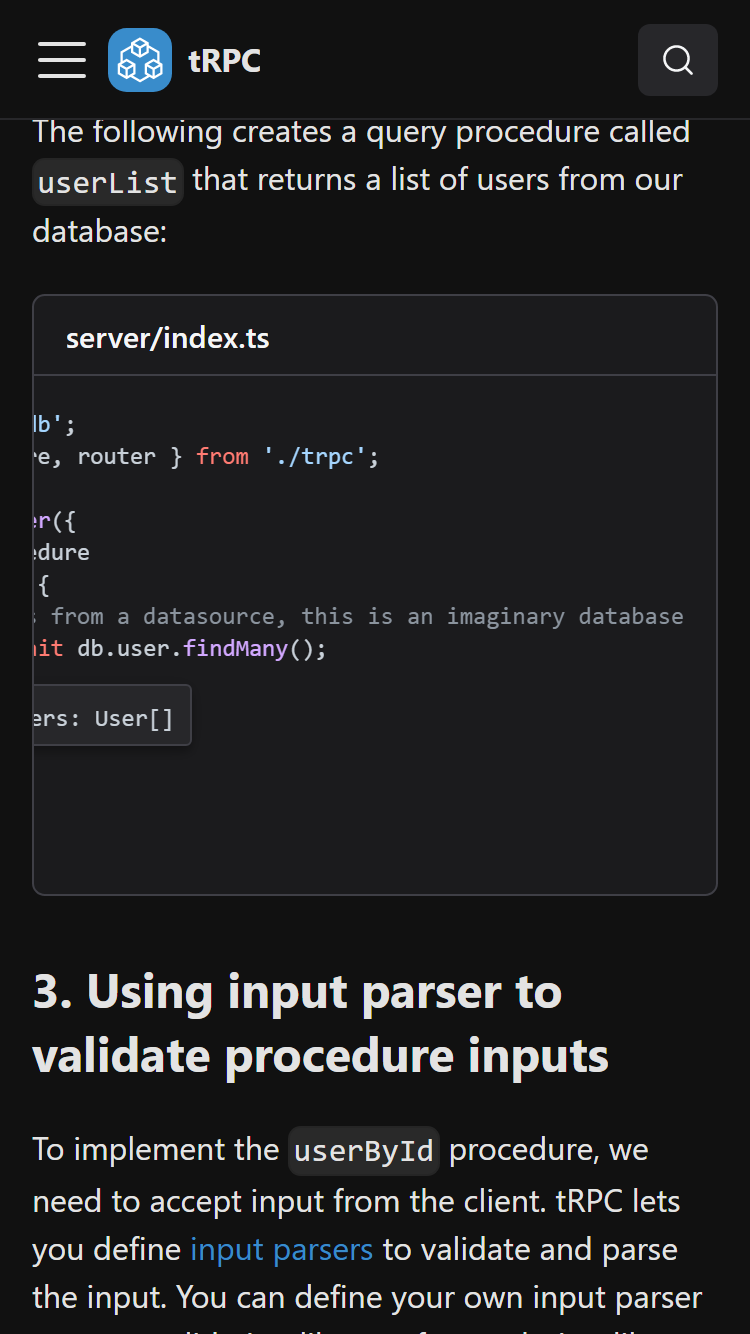 tRPC
The following creates a query procedure called
userList that returns a list of users from our
database:
server/index.ts
db';
re, router } from './trpc';
er({
edure
{
s from a datasource, this is an imaginary database
ait db.user.findMany();
ers: User[]
3. Using input parser to
validate procedure inputs
To implement the userById procedure, we
need to accept input from the client. tRPC lets
you define input parsers to validate and parse
the input. You can define your own input parser